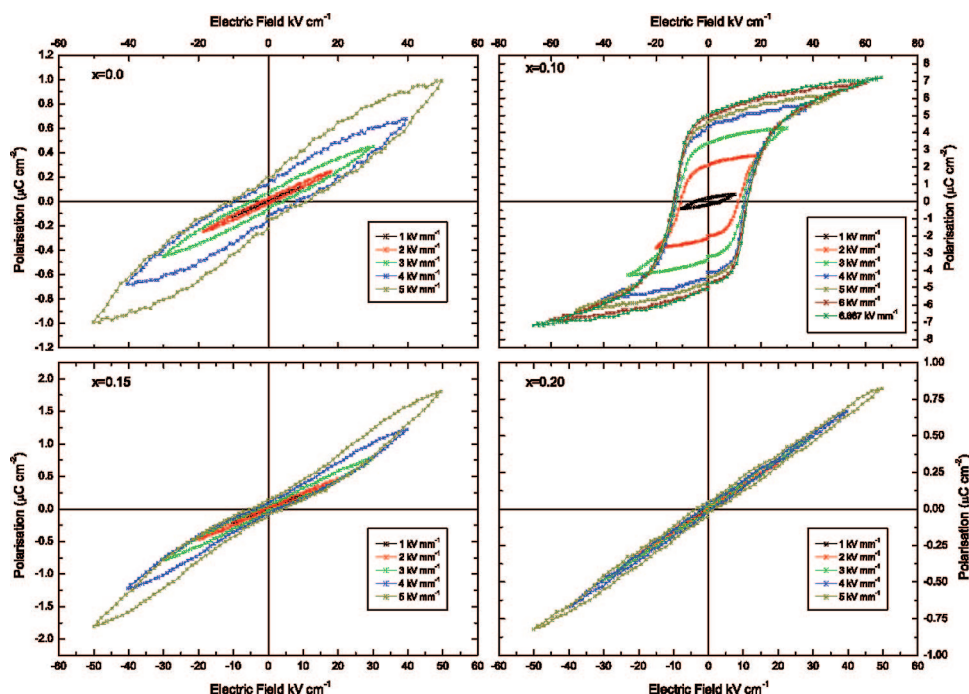 Electric Field kV cm⁻¹
Electric Field kV cm⁻¹
-60 -40 -20 0 20 40 60
-60 -40 -20 0 20 40 60
x=0.0
Polarisation (μC cm⁻²)
1.2
1.0
0.8
0.6
0.4
0.2
0.0
-0.2
-0.4
-0.6
-0.8
-1.0
-1.2
1 kV mm⁻¹
2 kV mm⁻¹
3 kV mm⁻¹
4 kV mm⁻¹
5 kV mm⁻¹
x=0.10
8
7
6
5
4
3
2
1
0
-1
-2
-3
-4
-5
-6
-7
-8
Polarisation (μC cm⁻²)
1 kV mm⁻¹
2 kV mm⁻¹
3 kV mm⁻¹
4 kV mm⁻¹
5 kV mm⁻¹
6 kV mm⁻¹
6.667 kV mm⁻¹
x=0.15
Polarisation (μC cm⁻²)
2.0
1.5
1.0
0.5
0.0
-0.5
-1.0
-1.5
-2.0
1 kV mm⁻¹
2 kV mm⁻¹
3 kV mm⁻¹
4 kV mm⁻¹
5 kV mm⁻¹
x=0.20
1.00
0.75
0.50
0.25
0.00
-0.25
-0.50
-0.75
-1.00
Polarisation (μC cm⁻²)
1 kV mm⁻¹
2 kV mm⁻¹
3 kV mm⁻¹
4 kV mm⁻¹
5 kV mm⁻¹
-60 -50 -40 -30 -20 -10 0 10 20 30 40 50 60
-60 -50 -40 -30 -20 -10 0 10 20 30 40 50 60
Electric Field kV cm⁻¹
Electric Field kV cm⁻¹